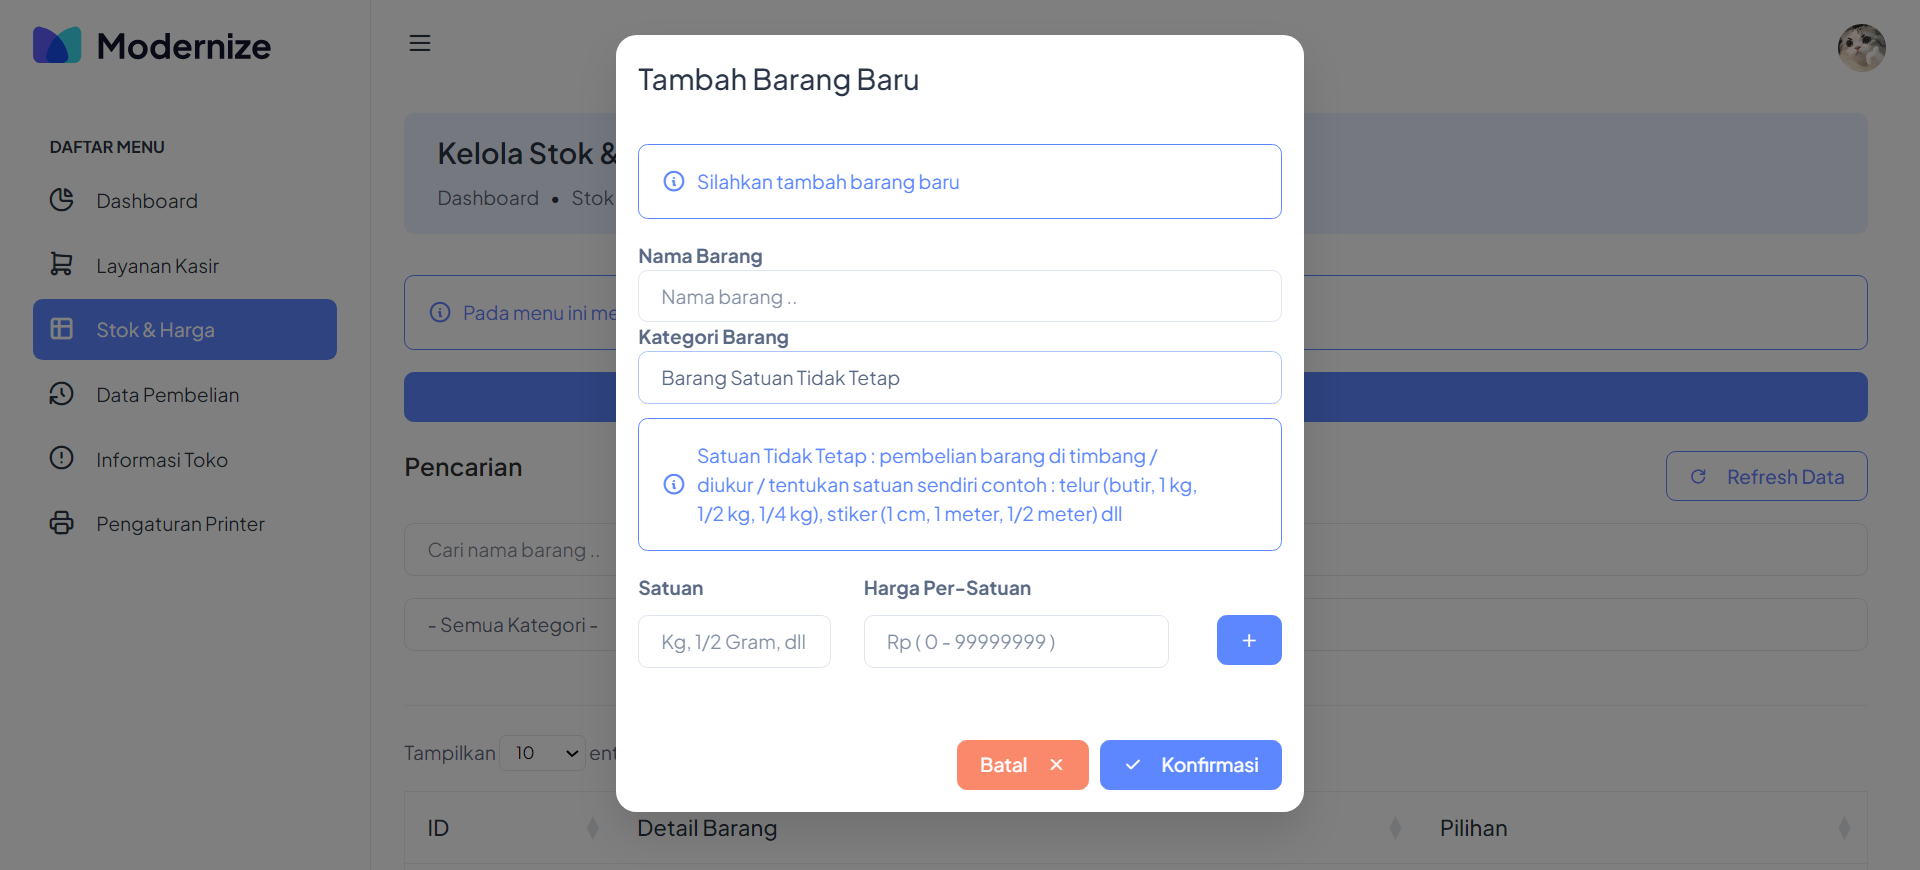 Modernize
DAFTAR MENU
Dashboard
Layanan Kasir
Stok & Harga
Data Pembelian
Informasi Toko
Pengaturan Printer
Kelola Stok &
Dashboard • Stok
Pada menu ini me
Pencarian
Refresh Data
Cari nama barang ..
- Semua Kategori -
Tampilkan 10 ent
ID Detail Barang Pilihan
Tambah Barang Baru
Silahkan tambah barang baru
Nama Barang
Nama barang ..
Kategori Barang
Barang Satuan Tidak Tetap
Satuan Tidak Tetap : pembelian barang di timbang /
diukur / tentukan satuan sendiri contoh : telur (butir, 1 kg,
1/2 kg, 1/4 kg), stiker (1 cm, 1 meter, 1/2 meter) dll
Satuan Harga Per-Satuan
Kg, 1/2 Gram, dll Rp ( 0 - 99999999 ) +
Batal Konfirmasi